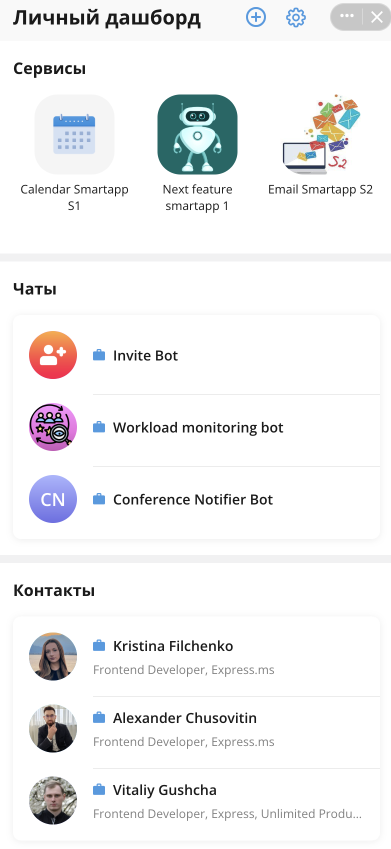 Личный дашборд
Сервисы
Calendar Smartapp
S1
Next feature
smartapp 1
S2
Email Smartapp S2
Чаты
Invite Bot
Workload monitoring bot
CN
Conference Notifier Bot
Контакты
Kristina Filchenko
Frontend Developer, Express.ms
Alexander Chusovitin
Frontend Developer, Express.ms
Vitaliy Gushcha
Frontend Developer, Express, Unlimited Produ...